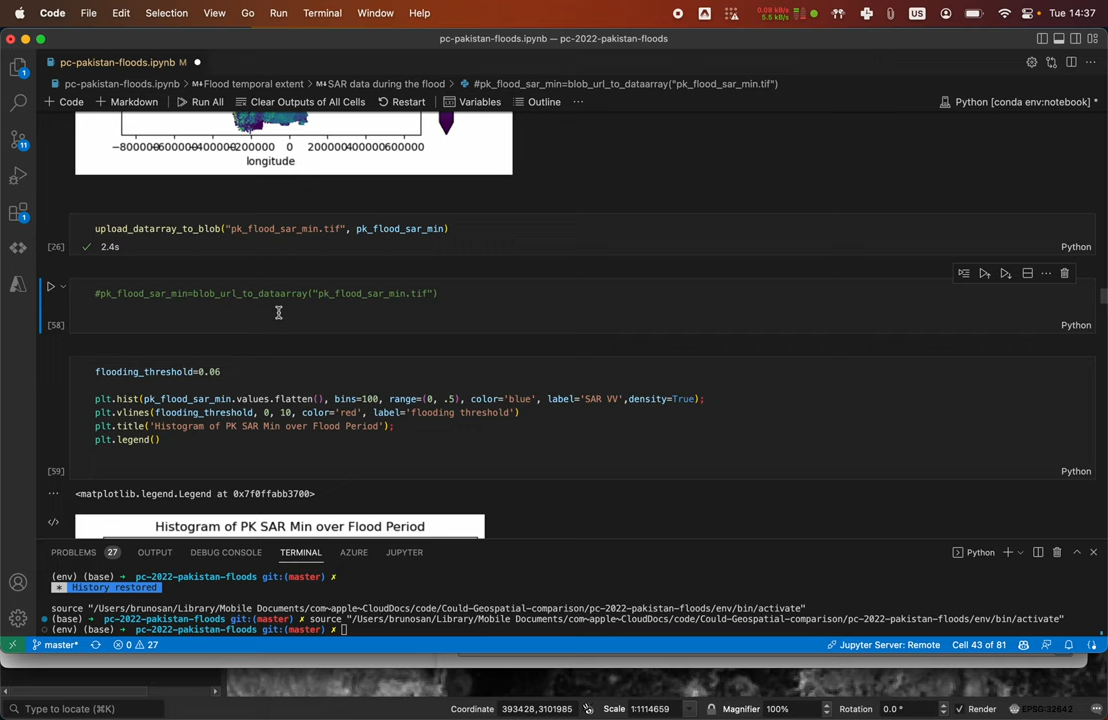 Code File Edit Selection View Go Run Terminal Window Help
0.08 kB/s
5.5 kB/s
US
Tue 14:37
pc-pakistan-floods.ipynb — pc-2022-pakistan-floods
pc-pakistan-floods.ipynb M
pc-pakistan-floods.ipynb > M↓Flood temporal extent > M↓SAR data during the flood > #pk_flood_sar_min=blob_url_to_dataarray("pk_flood_sar_min.tif")
+ Code + Markdown Run All Clear Outputs of All Cells Restart Variables Outline ··· Python [conda env:notebook] *
−800000−600000−400000−200000 0 200000400000600000
longitude
upload_datarray_to_blob("pk_flood_sar_min.tif", pk_flood_sar_min)
[26] ✓ 2.4s Python
#pk_flood_sar_min=blob_url_to_dataarray("pk_flood_sar_min.tif")
[58] Python
flooding_threshold=0.06
plt.hist(pk_flood_sar_min.values.flatten(), bins=100, range=(0, .5), color='blue', label='SAR VV',density=True);
plt.vlines(flooding_threshold, 0, 10, color='red', label='flooding threshold')
plt.title('Histogram of PK SAR Min over Flood Period');
plt.legend()
[59] Python
··· <matplotlib.legend.Legend at 0x7f0ffabb3700>
Histogram of PK SAR Min over Flood Period
PROBLEMS 27 OUTPUT DEBUG CONSOLE TERMINAL AZURE JUPYTER Python
(env) (base) → pc-2022-pakistan-floods git:(master) ✗
* History restored
source "/Users/brunosan/Library/Mobile Documents/com~apple~CloudDocs/code/Could-Geospatial-comparison/pc-2022-pakistan-floods/env/bin/activate"
(base) → pc-2022-pakistan-floods git:(master) ✗ source "/Users/brunosan/Library/Mobile Documents/com~apple~CloudDocs/code/Could-Geospatial-comparison/pc-2022-pakistan-floods/env/bin/activate"
(env) (base) → pc-2022-pakistan-floods git:(master) ✗
master* 0 27 Jupyter Server: Remote Cell 43 of 81
Type to locate (⌘K) Coordinate 393428,3101985 Scale 1:1114659 Magnifier 100% Rotation 0.0 ° Render EPSG:32642
1
11
1